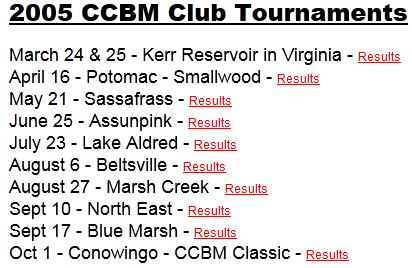 2005 CCBM Club Tournaments
March 24 & 25 - Kerr Reservoir in Virginia - Results
April 16 - Potomac - Smallwood - Results
May 21 - Sassafrass - Results
June 25 - Assunpink - Results
July 23 - Lake Aldred - Results
August 6 - Beltsville - Results
August 27 - Marsh Creek - Results
Sept 10 - North East - Results
Sept 17 - Blue Marsh - Results
Oct 1 - Conowingo - CCBM Classic - Results